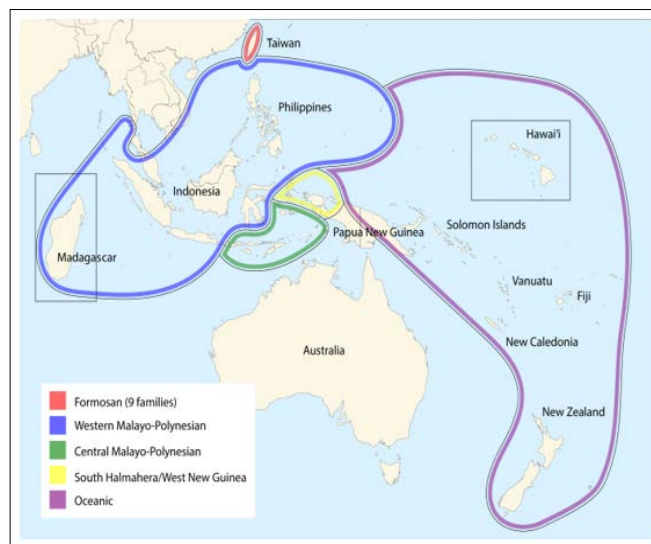 Taiwan
Philippines
Hawai'i
Indonesia
Madagascar
Papua New Guinea
Solomon Islands
Vanuatu
Fiji
New Caledonia
Australia
New Zealand
Formosan (9 families)
Western Malayo-Polynesian
Central Malayo-Polynesian
South Halmahera/West New Guinea
Oceanic